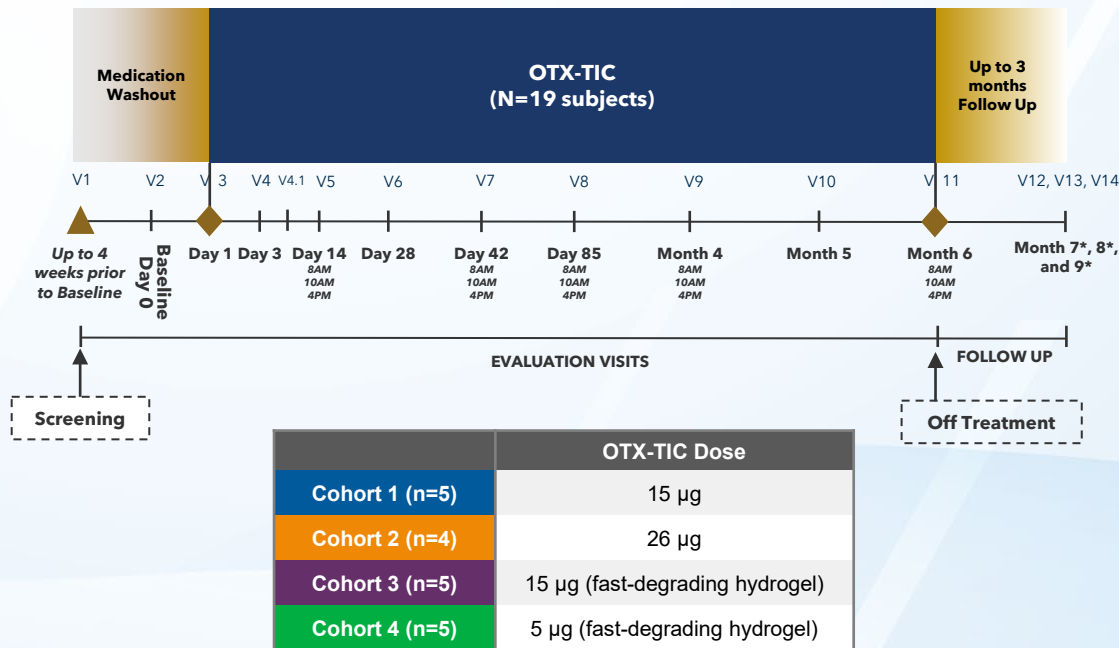 Medication
Washout
OTX-TIC
(N=19 subjects)
Up to 3
months
Follow Up
V1
V2
V 3
V4
V4.1
V5
V6
V7
V8
V9
V10
V 11
V12, V13, V14
Up to 4
weeks prior
to Baseline
Baseline
Day 0
Day 1
Day 3
Day 14
8AM
10AM
4PM
Day 28
Day 42
8AM
10AM
4PM
Day 85
8AM
10AM
4PM
Month 4
8AM
10AM
4PM
Month 5
Month 6
8AM
10AM
4PM
Month 7*, 8*,
and 9*
EVALUATION VISITS
FOLLOW UP
Screening
Off Treatment
OTX-TIC Dose
Cohort 1 (n=5) 15 µg
Cohort 2 (n=4) 26 µg
Cohort 3 (n=5) 15 µg (fast-degrading hydrogel)
Cohort 4 (n=5) 5 µg (fast-degrading hydrogel)